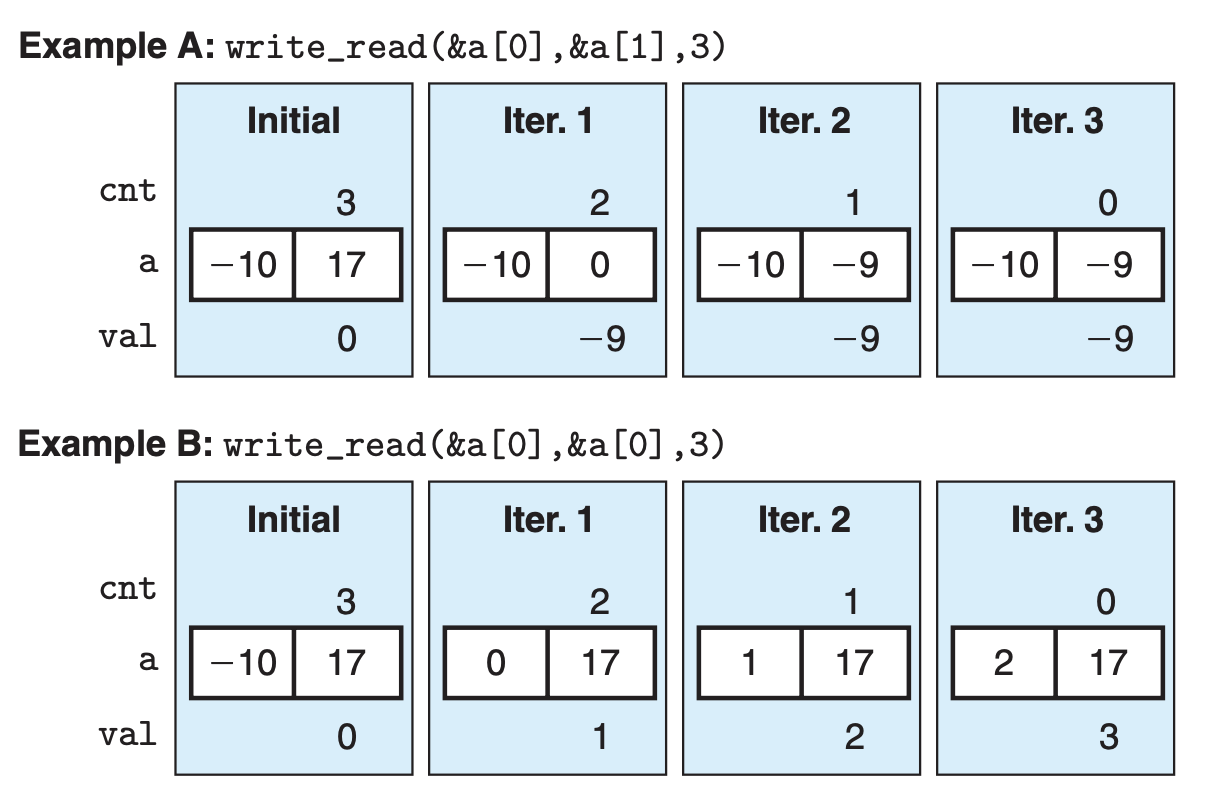 Example A: write_read(&a[0],&a[1],3)
Initial Iter. 1 Iter. 2 Iter. 3
cnt 3 2 1 0
a −10 17 −10 0 −10 −9 −10 −9
val 0 −9 −9 −9
Example B: write_read(&a[0],&a[0],3)
Initial Iter. 1 Iter. 2 Iter. 3
cnt 3 2 1 0
a −10 17 0 17 1 17 2 17
val 0 1 2 3